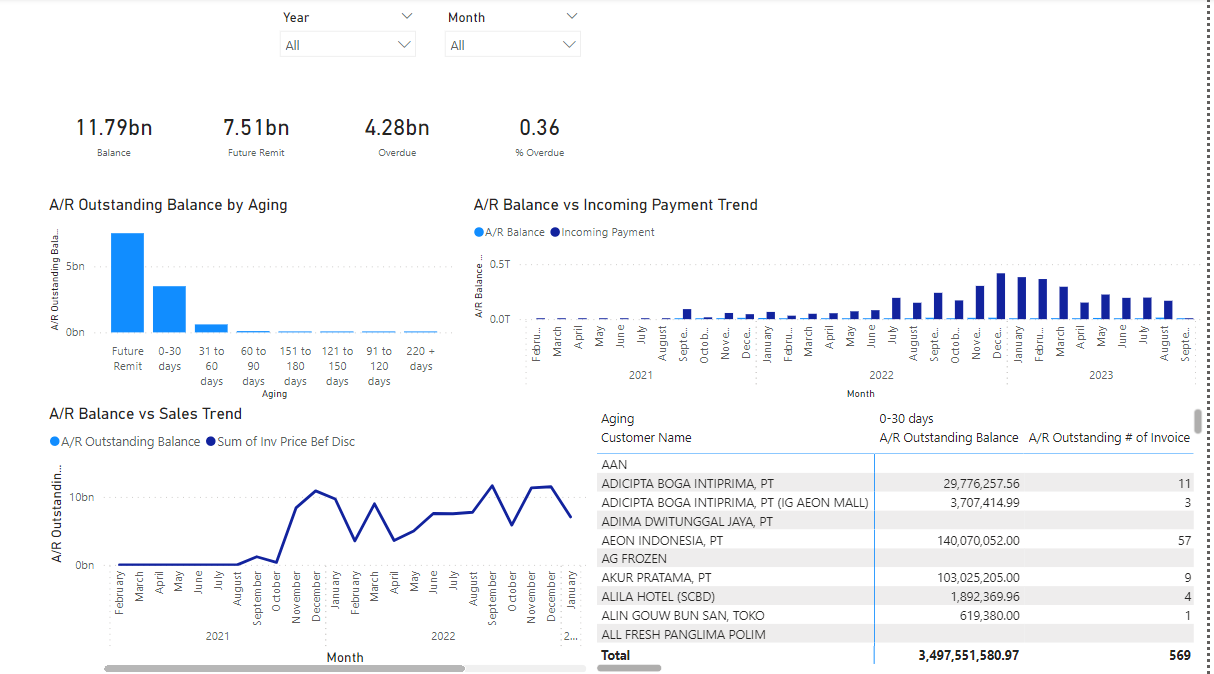 Year
Month
All
All
11.79bn
7.51bn
4.28bn
0.36
Balance
Future Remit
Overdue
% Overdue
A/R Outstanding Balance by Aging
A/R Outstanding Bala...
5bn
0bn
Future Remit
0-30 days
31 to 60 days
60 to 90 days
151 to 180 days
121 to 150 days
91 to 120 days
220 + days
Aging
A/R Balance vs Incoming Payment Trend
A/R Balance
Incoming Payment
A/R Balance ...
0.5T
0.0T
Febru...
March
April
May
June
July
August
Septe...
Octob...
Nove...
Dece...
January
Febru...
March
April
May
June
July
August
Septe...
Octob...
Nove...
Dece...
January
Febru...
March
April
May
June
July
August
Septe...
2021
2022
2023
Month
A/R Balance vs Sales Trend
A/R Outstanding Balance
Sum of Inv Price Bef Disc
A/R Outstandin...
10bn
0bn
February
March
April
May
June
July
August
September
October
November
December
January
February
March
April
May
June
July
August
September
October
November
December
January
2021
2022
2...
Month
Aging 0-30 days
Customer Name A/R Outstanding Balance A/R Outstanding # of Invoice
AAN
ADICIPTA BOGA INTIPRIMA, PT 29,776,257.56 11
ADICIPTA BOGA INTIPRIMA, PT (IG AEON MALL) 3,707,414.99 3
ADIMA DWITUNGGAL JAYA, PT
AEON INDONESIA, PT 140,070,052.00 57
AG FROZEN
AKUR PRATAMA, PT 103,025,205.00 9
ALILA HOTEL (SCBD) 1,892,369.96 4
ALIN GOUW BUN SAN, TOKO 619,380.00 1
ALL FRESH PANGLIMA POLIM
Total 3,497,551,580.97 569